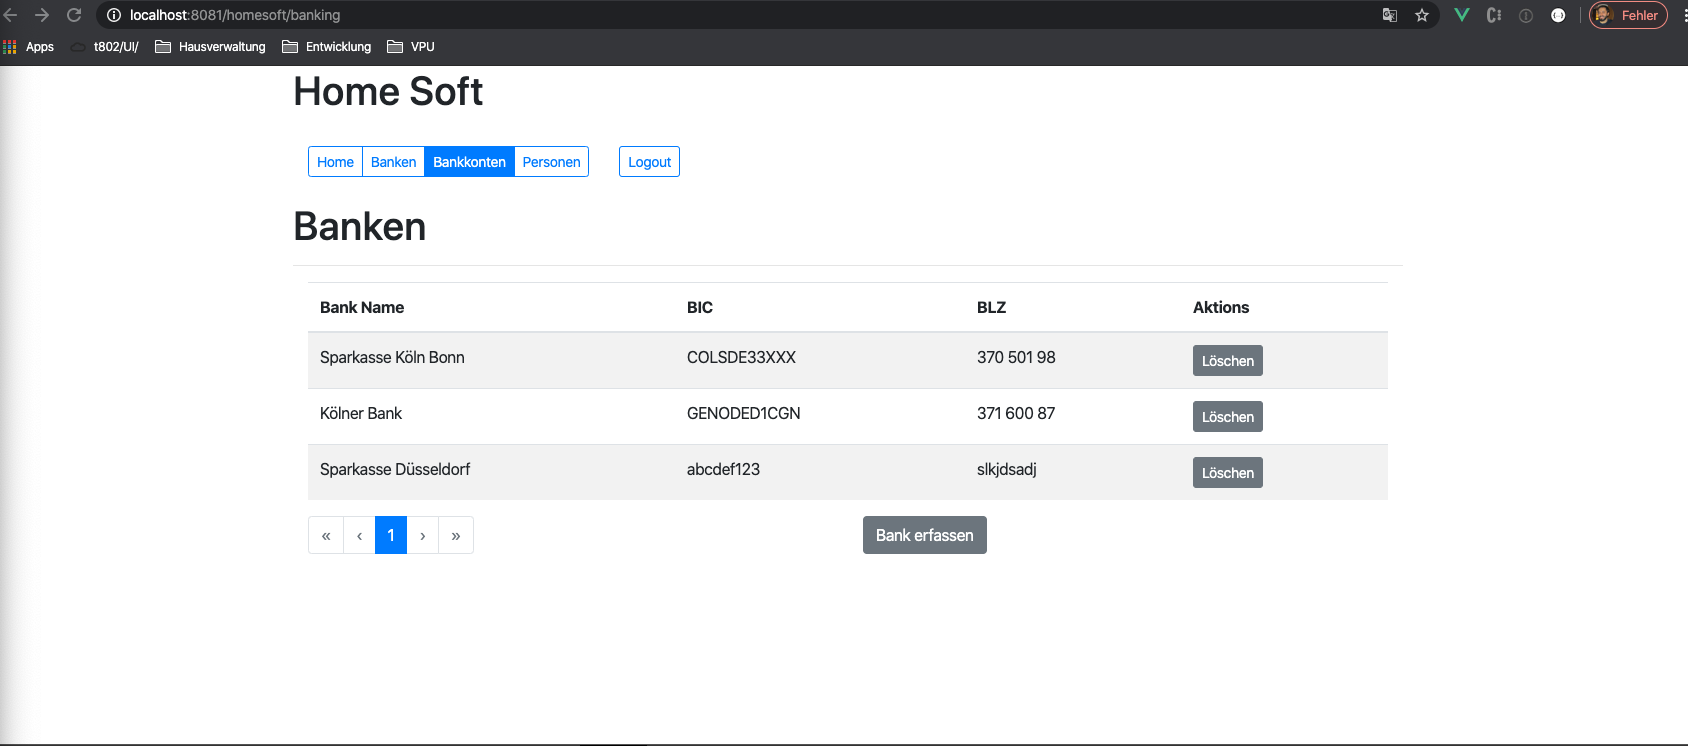 localhost:8081/homesoft/banking
Fehler
Apps t802/UI/ Hausverwaltung Entwicklung VPU
Home Soft
Home Banken Bankkonten Personen Logout
Banken
Bank Name BIC BLZ Aktions
Sparkasse Köln Bonn COLSDE33XXX 370 501 98 Löschen
Kölner Bank GENODED1CGN 371 600 87 Löschen
Sparkasse Düsseldorf abcdef123 slkjdsadj Löschen
« ‹ 1 › » Bank erfassen